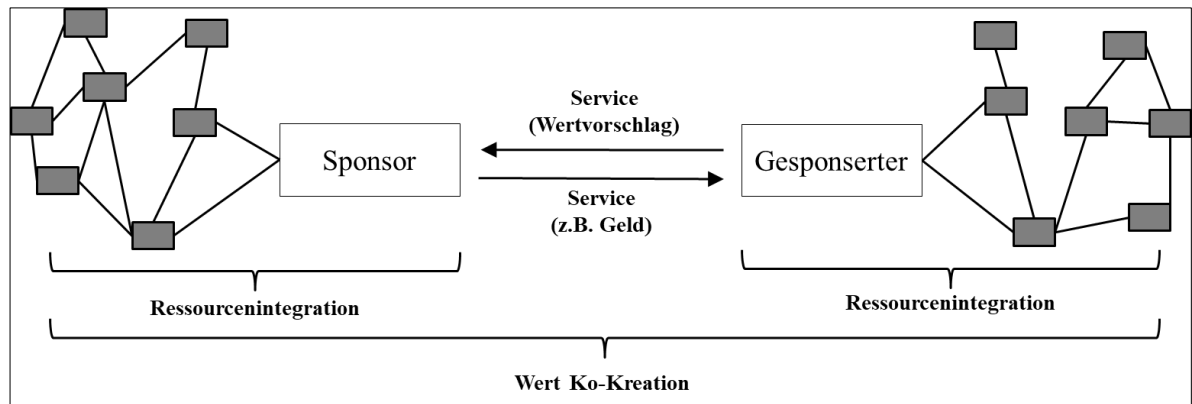 Service
(Wertvorschlag)
Sponsor
Gesponserter
Service
(z.B. Geld)
Ressourcenintegration
Ressourcenintegration
Wert Ko-Kreation